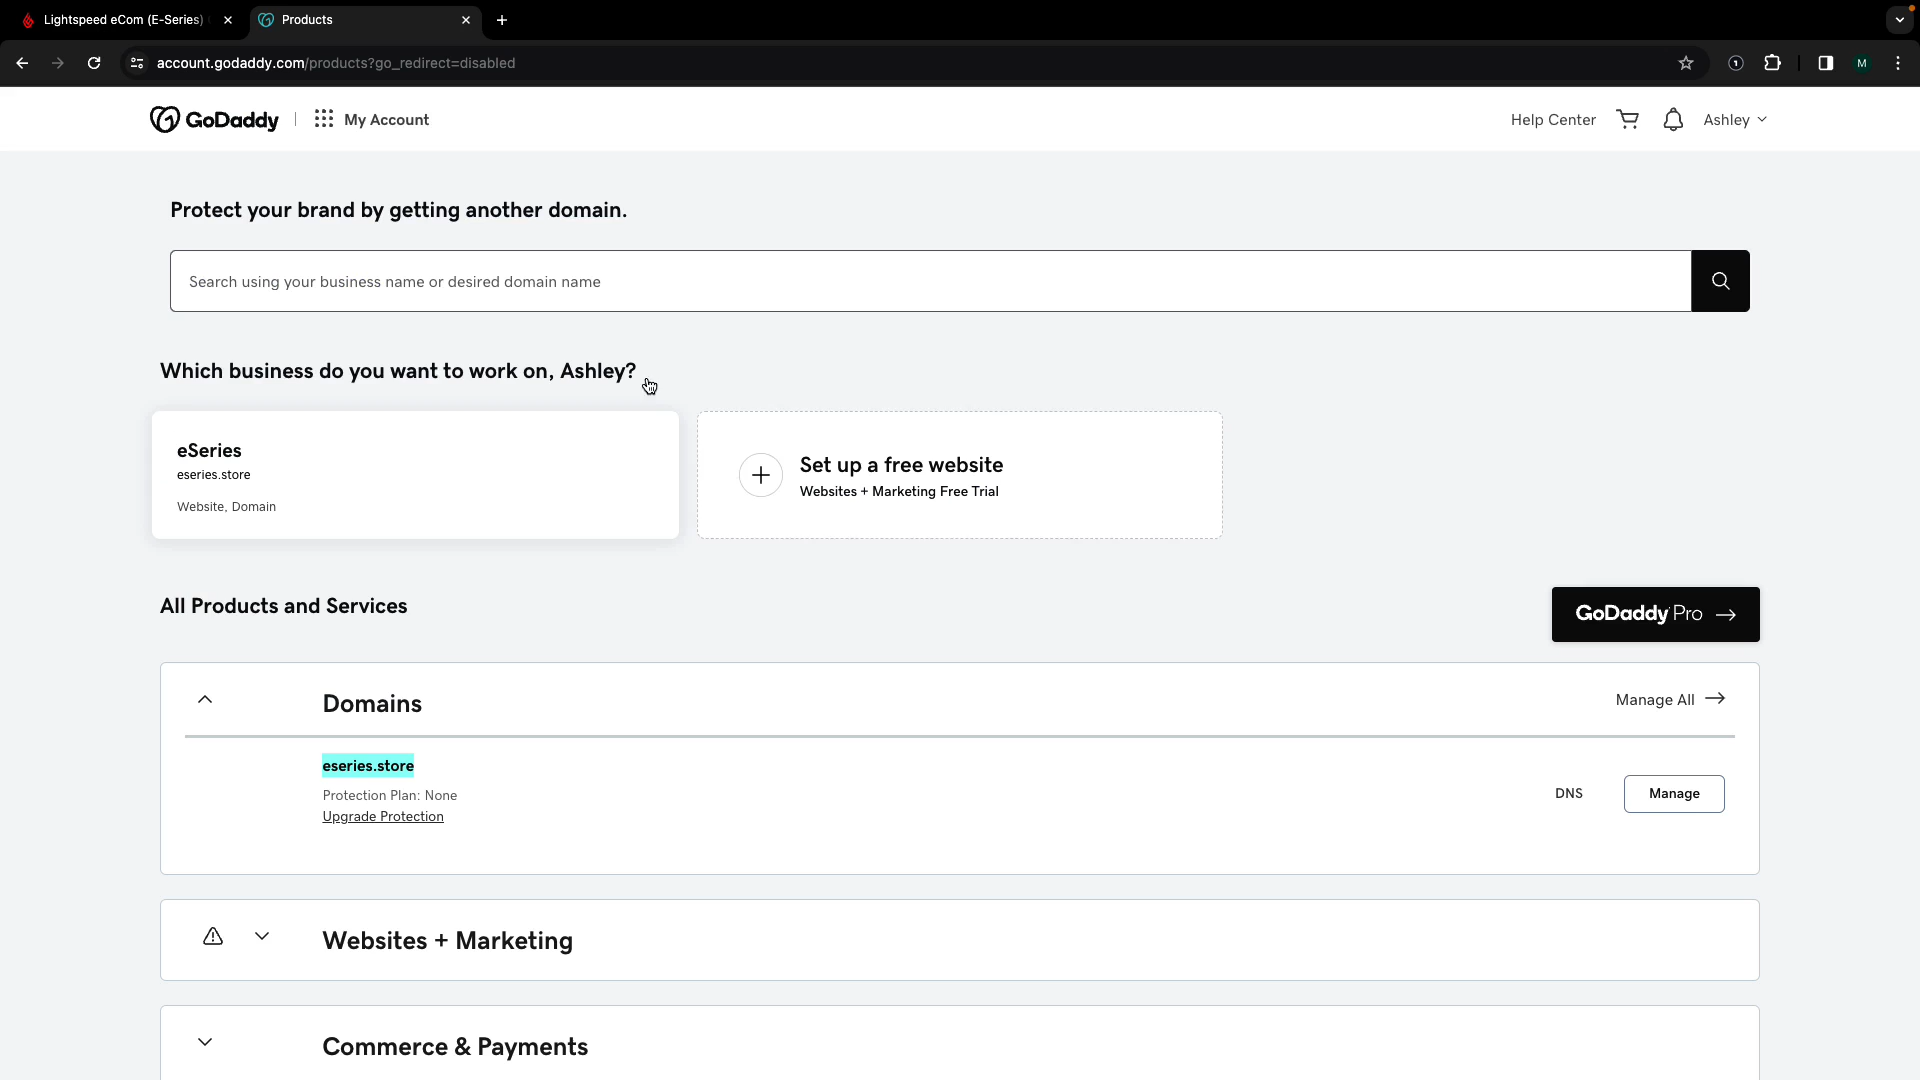 Lightspeed eCom (E-Series)
Products
account.godaddy.com/products?go_redirect=disabled
M
GoDaddy
My Account
Help Center
Ashley
Protect your brand by getting another domain.
Search using your business name or desired domain name
Which business do you want to work on, Ashley?
eSeries
eseries.store
Website, Domain
Set up a free website
Websites + Marketing Free Trial
All Products and Services
GoDaddy Pro
Domains
Manage All
eseries.store
Protection Plan: None
Upgrade Protection
DNS
Manage
Websites + Marketing
Commerce & Payments